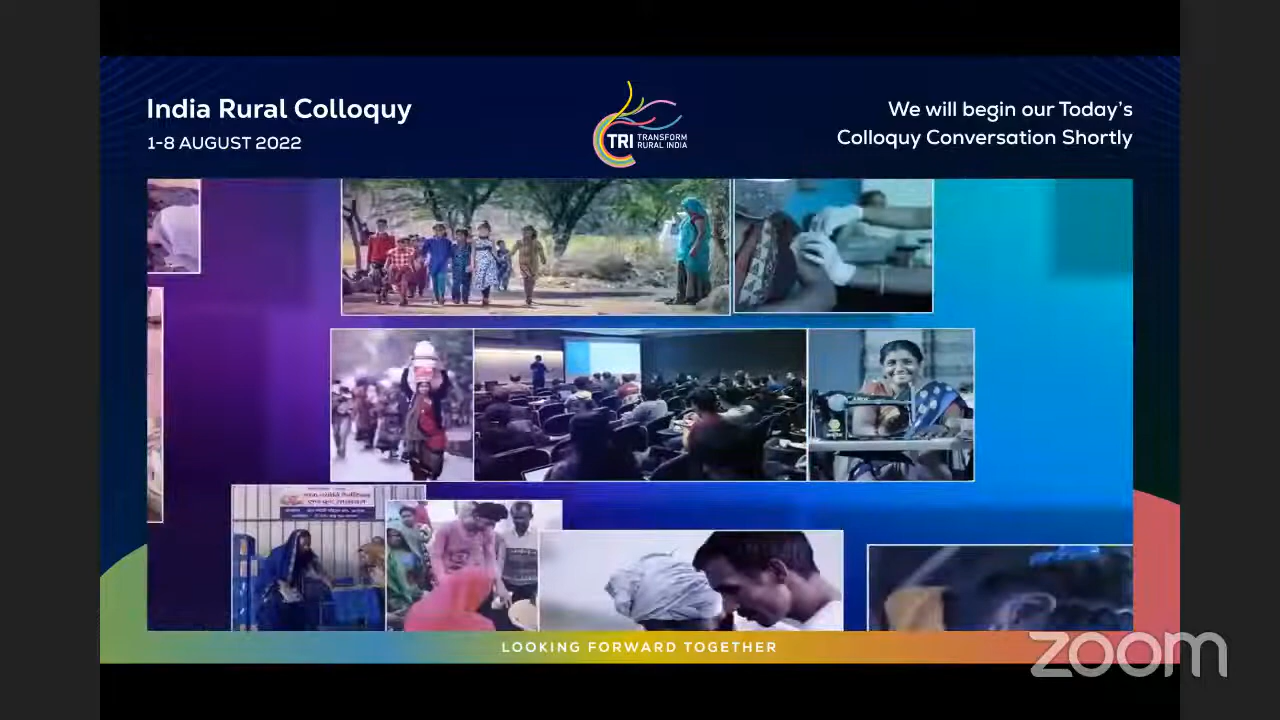 India Rural Colloquy
1-8 AUGUST 2022
TRI TRANSFORM
RURAL INDIA
We will begin our Today's
Colloquy Conversation Shortly
LOOKING FORWARD TOGETHER
zoom